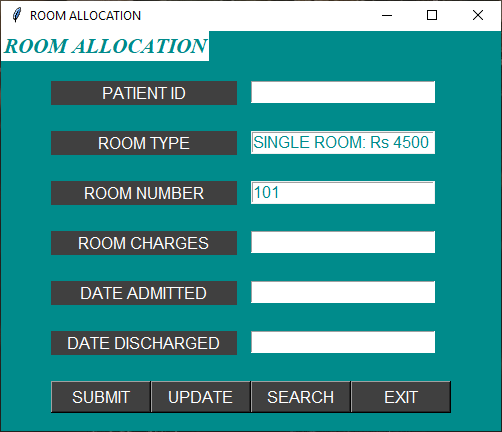 ROOM ALLOCATION
ROOM ALLOCATION
PATIENT ID
ROOM TYPE SINGLE ROOM: Rs 4500
ROOM NUMBER 101
ROOM CHARGES
DATE ADMITTED
DATE DISCHARGED
SUBMIT UPDATE SEARCH EXIT